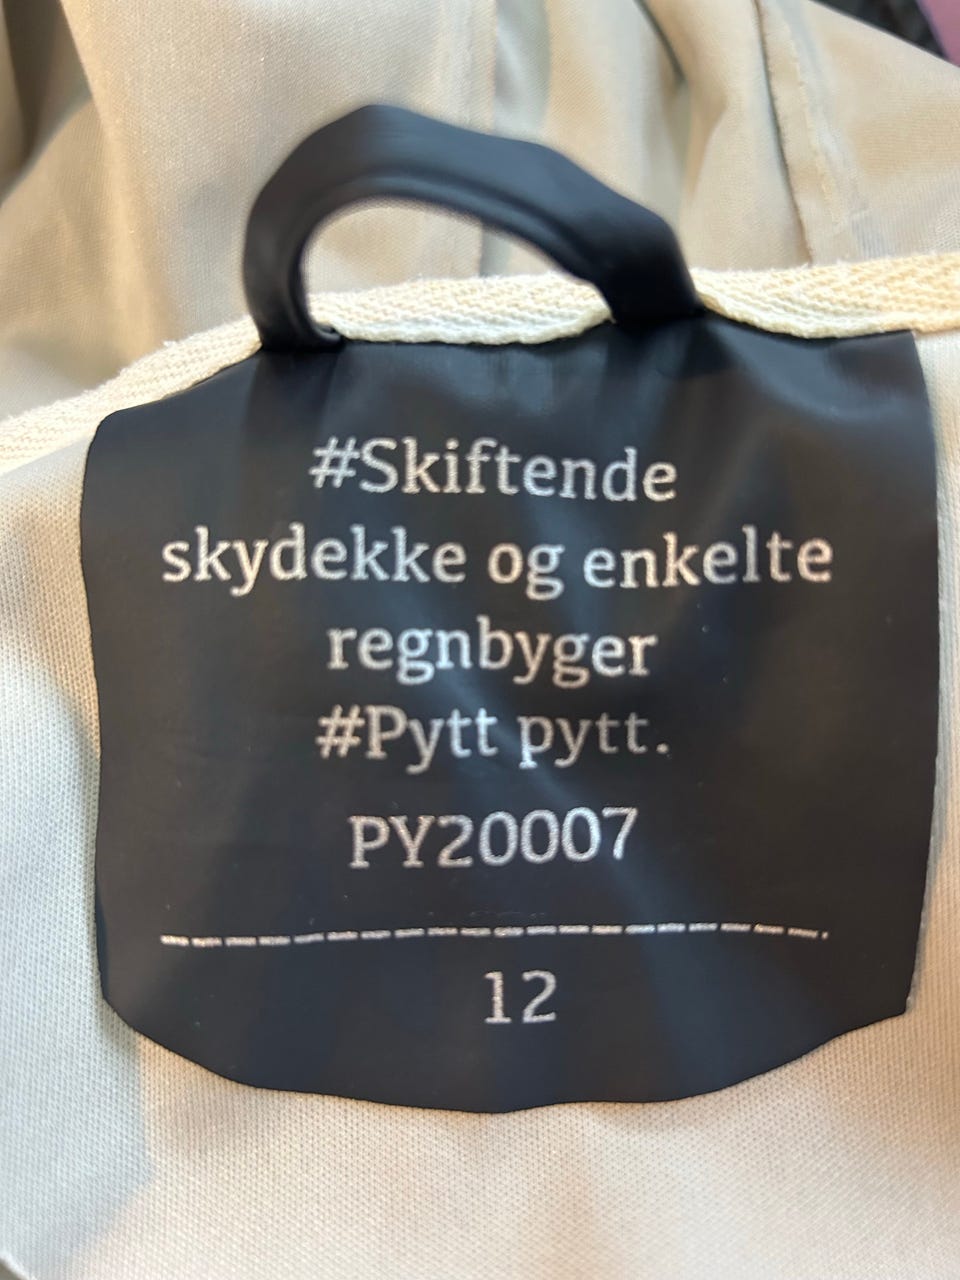 #Skiftende
skydekke og enkelte
regnbyger
#Pytt pytt.
PY20007
12